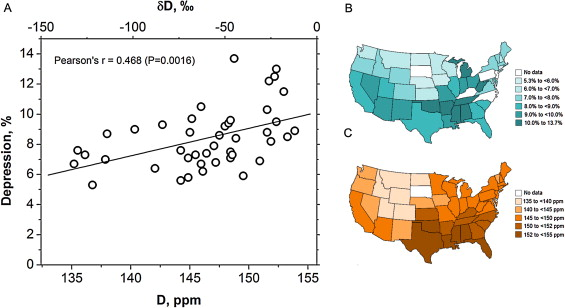 A
δD, ‰
-150 -100 -50 0
Pearson's r = 0.468 (P=0.0016)
Depression, %
14
12
10
8
6
4
2
0
135 140 145 150 155
D, ppm
B
No data
5.3% to <6.0%
6.0% to <7.0%
7.0% to <8.0%
8.0% to <9.0%
9.0% to <10.0%
10.0% to 13.7%
C
No data
135 to <140 ppm
140 to <145 ppm
145 to <150 ppm
150 to <152 ppm
152 to <155 ppm